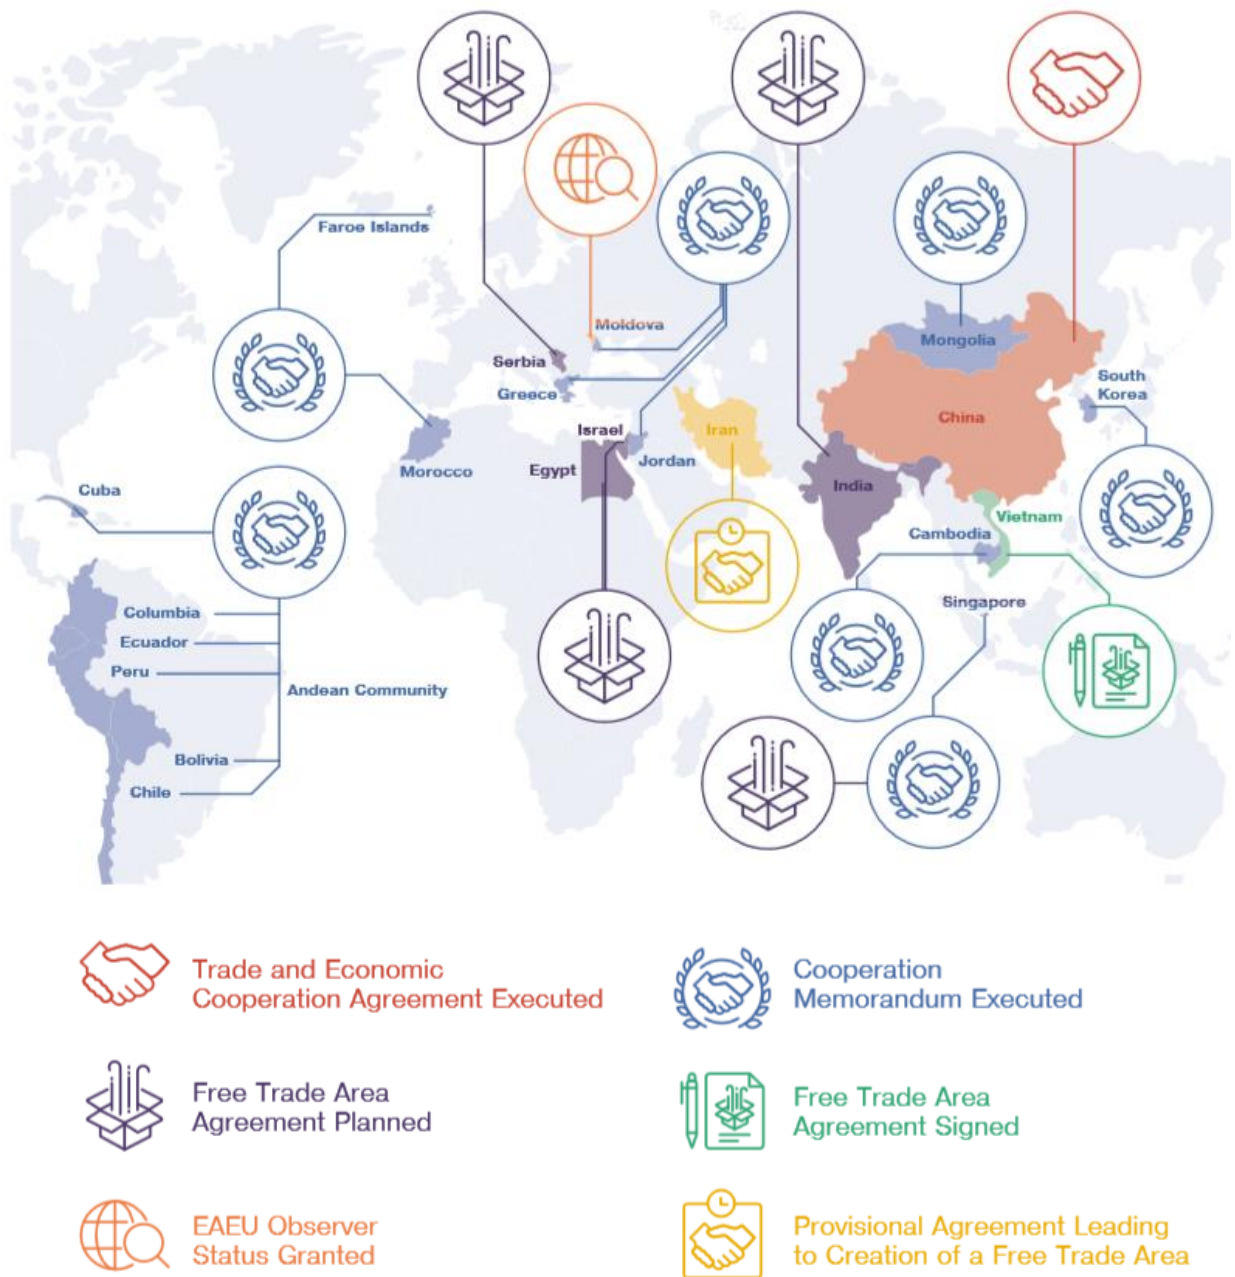 Faroe Islands
Moldova
Serbia
Greece
Mongolia
South
Korea
China
Israel
Iran
Egypt
Jordan
Morocco
India
Cuba
Vietnam
Cambodia
Singapore
Columbia
Ecuador
Peru
Andean Community
Bolivia
Chile
Trade and Economic
Cooperation Agreement Executed
Cooperation
Memorandum Executed
Free Trade Area
Agreement Planned
Free Trade Area
Agreement Signed
EAEU Observer
Status Granted
Provisional Agreement Leading
to Creation of a Free Trade Area